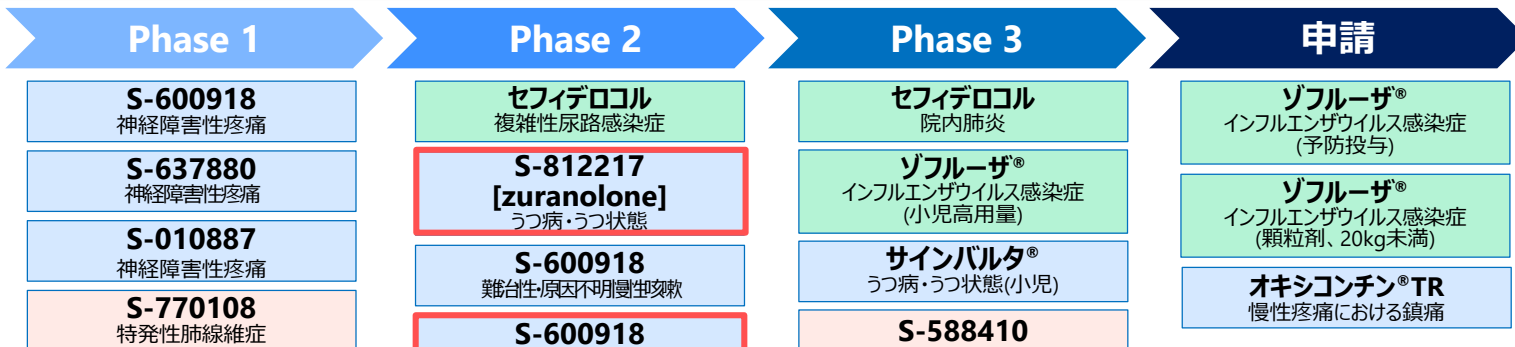 Phase 1
S-600918
神経障害性疼痛
S-637880
神経障害性疼痛
S-010887
神経障害性疼痛
S-770108
特発性肺線維症
Phase 2
セフィデロコル
複雑性尿路感染症
S-812217
[zuranolone]
うつ病・うつ状態
S-600918
難治性・原因不明慢性咳嗽
S-600918
Phase 3
セフィデロコル
院内肺炎
ゾフルーザ®
インフルエンザウイルス感染症
(小児高用量)
サインバルタ®
うつ病・うつ状態(小児)
S-588410
申請
ゾフルーザ®
インフルエンザウイルス感染症
(予防投与)
ゾフルーザ®
インフルエンザウイルス感染症
(顆粒剤、20kg未満)
オキシコンチン®TR
慢性疼痛における鎮痛